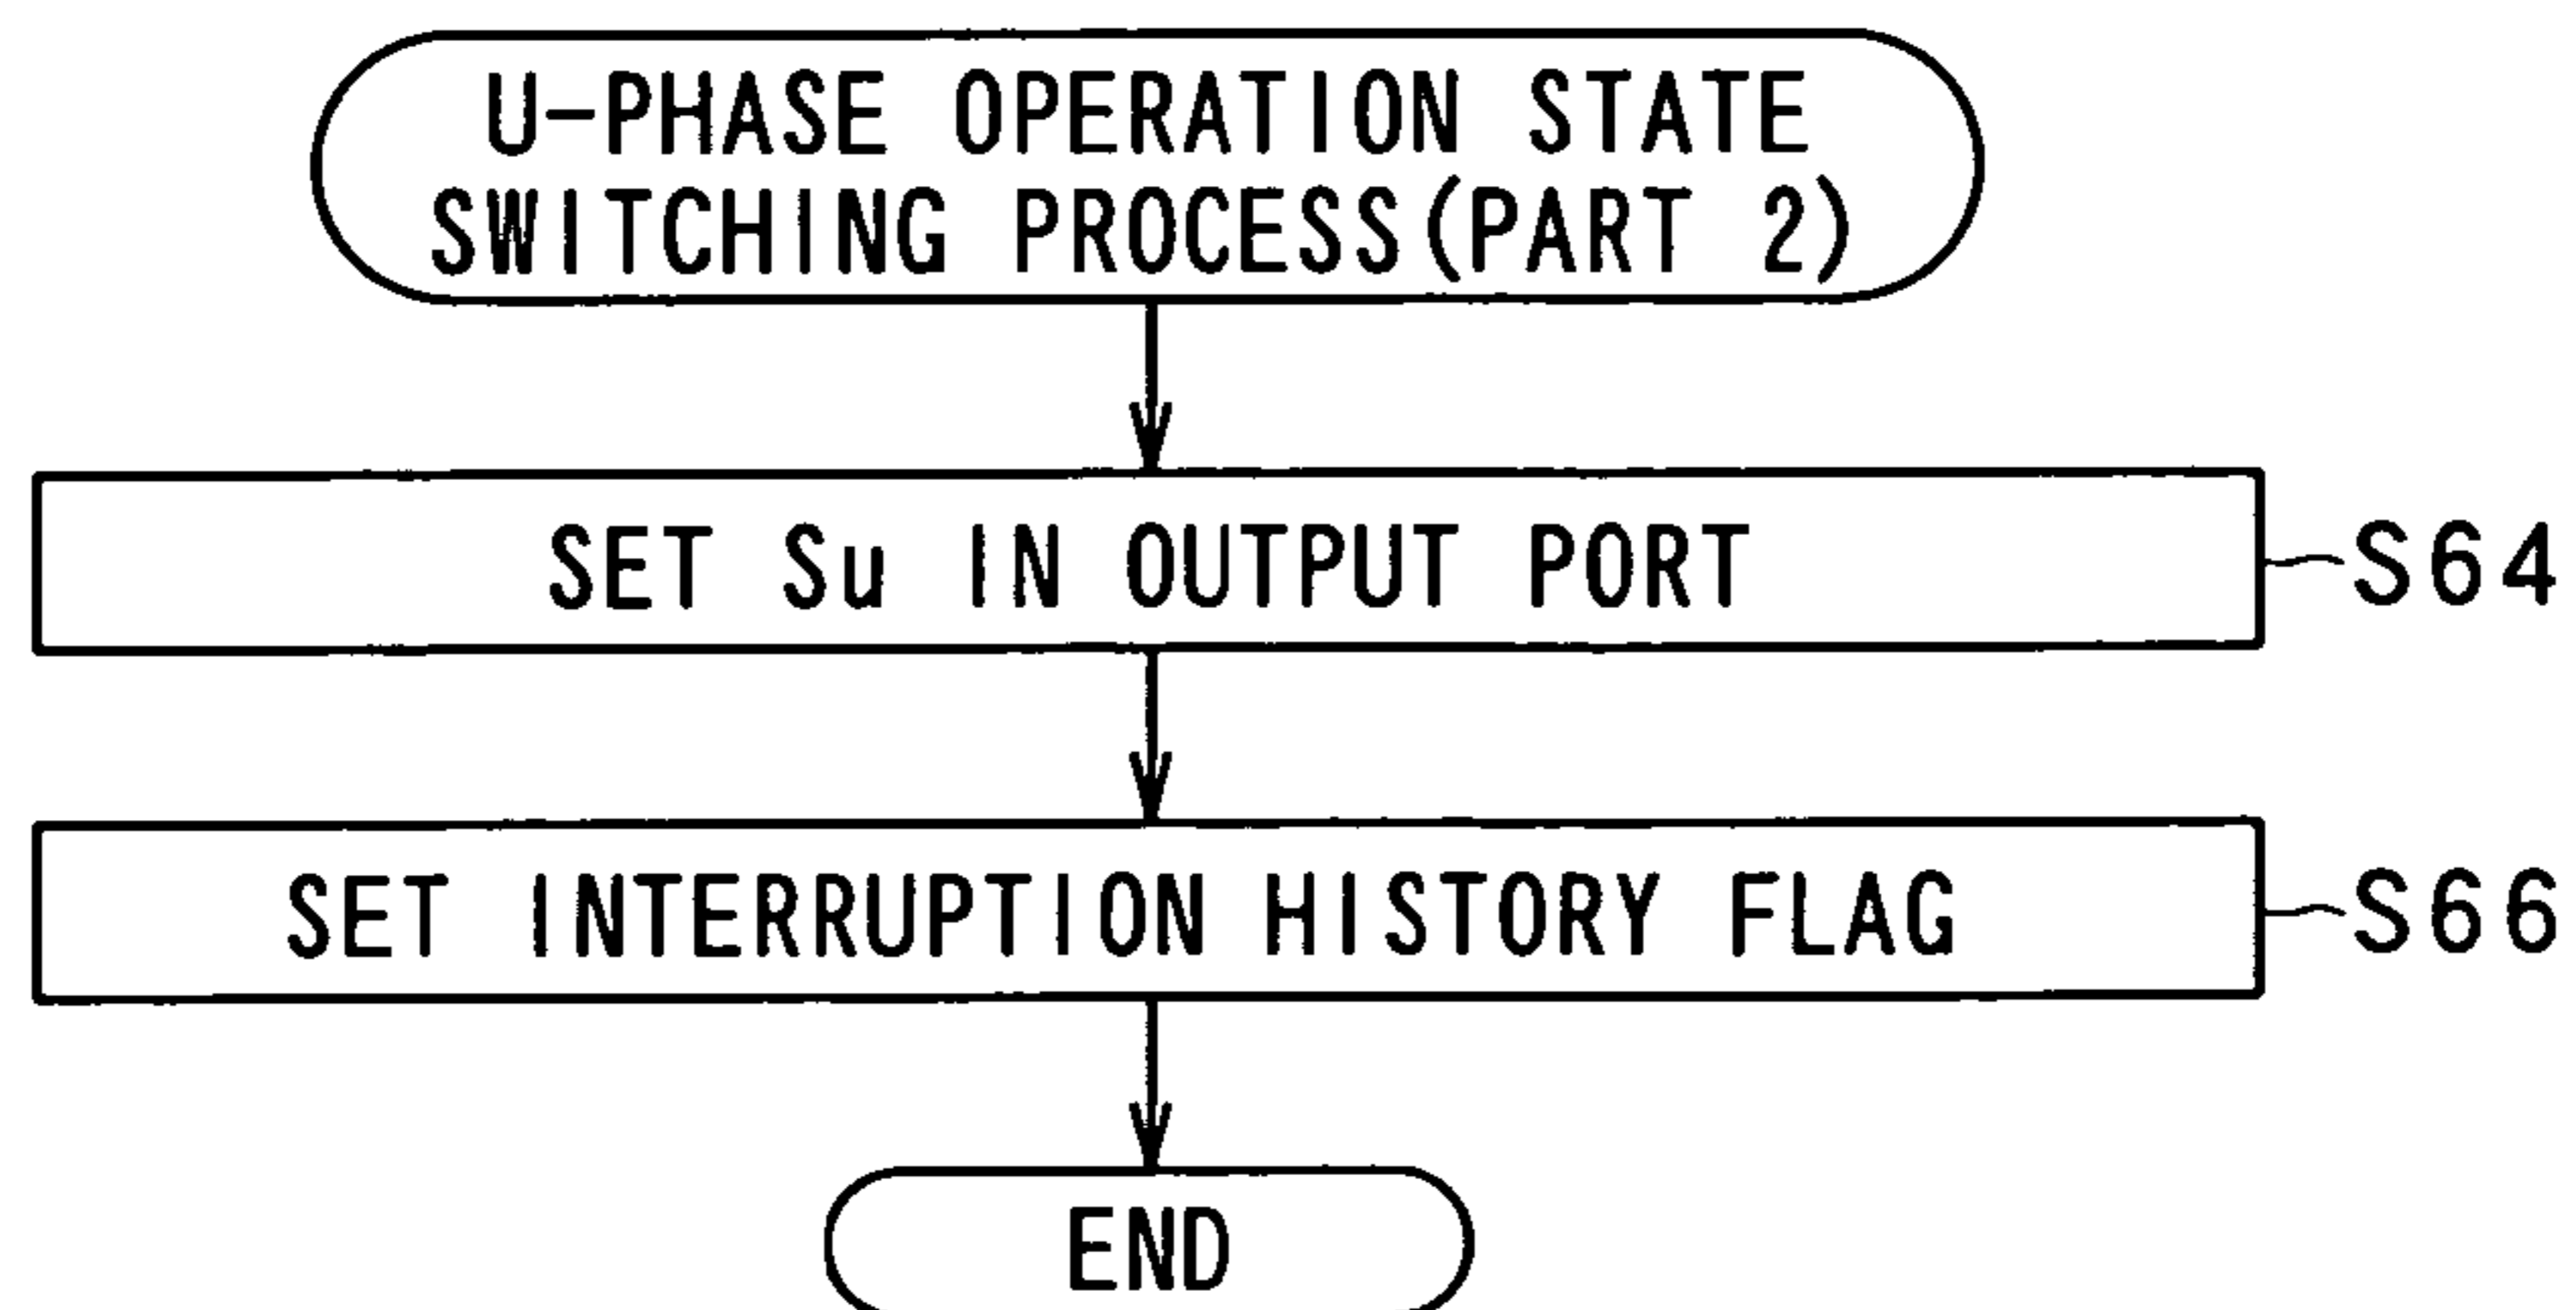 U-PHASE OPERATION STATE
SWITCHING PROCESS(PART 2)
SET Su IN OUTPUT PORT
S64
SET INTERRUPTION HISTORY FLAG
S66
END